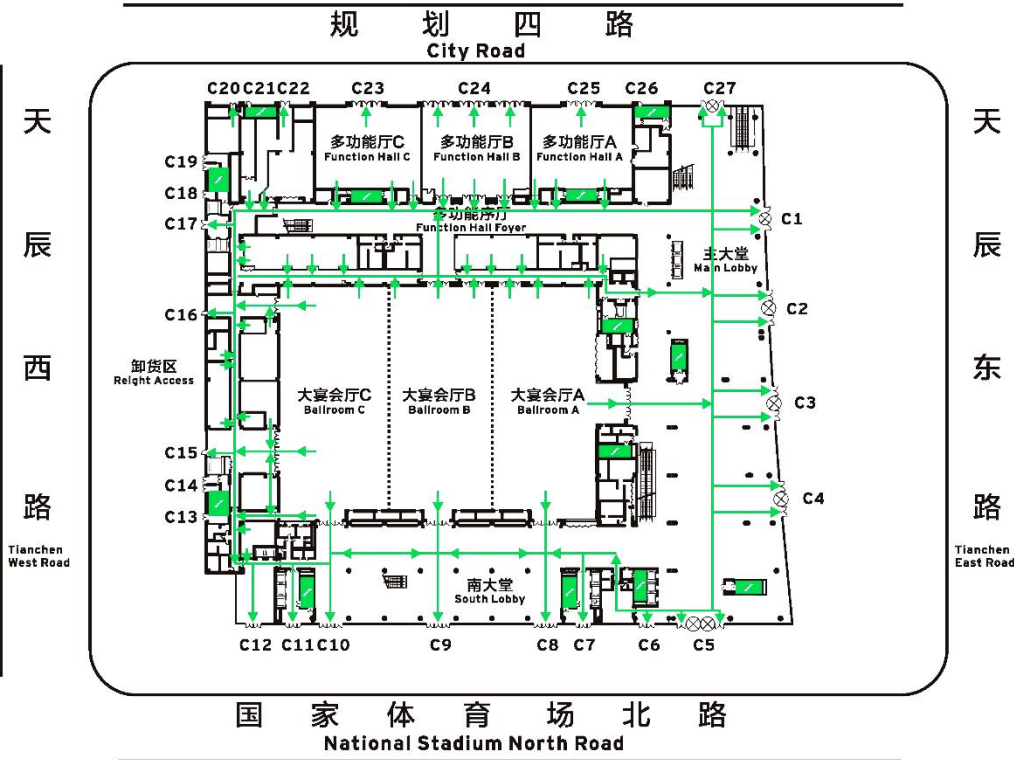 规划四路
City Road
C20 C21 C22 C23 C24 C25 C26 C27
天辰西路
Tianchen
West Road
天辰东路
Tianchen
East Road
多功能厅C
Function Hall C
多功能厅B
Function Hall B
多功能厅A
Function Hall A
C19
C18
C17
多功能序厅
Function Hall Foyer
C1
主大堂
Main Lobby
C16
C2
卸货区
Reight Access
大宴会厅C
Ballroom C
大宴会厅B
Ballroom B
大宴会厅A
Ballroom A
C3
C15
C14
C13
C4
南大堂
South Lobby
C12 C11 C10 C9 C8 C7 C6 C5
国家体育场北路
National Stadium North Road